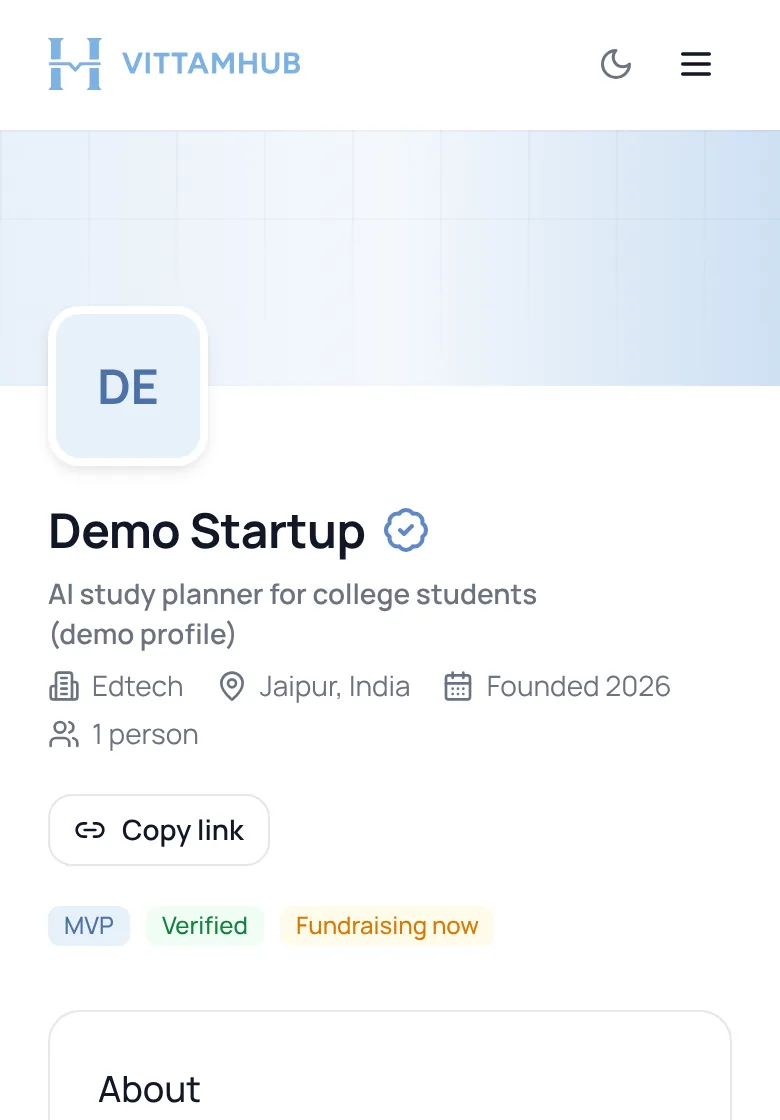 VITTAMHUB
DE
Demo Startup
AI study planner for college students
(demo profile)
Edtech Jaipur, India Founded 2026
1 person
Copy link
MVP Verified Fundraising now
About